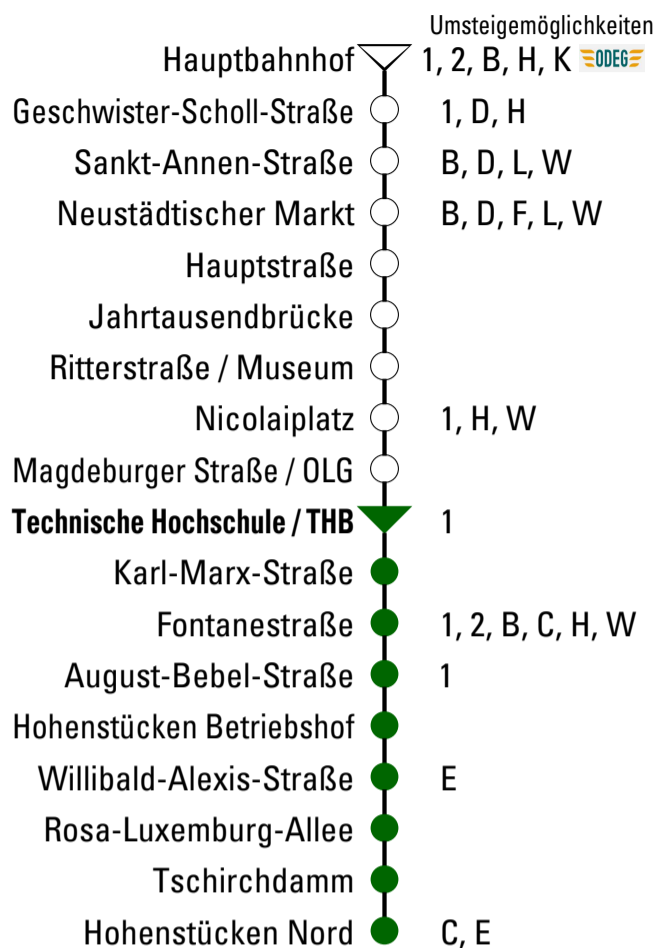 Umsteigemöglichkeiten
Hauptbahnhof 1, 2, B, H, K ODEG
Geschwister-Scholl-Straße 1, D, H
Sankt-Annen-Straße B, D, L, W
Neustädtischer Markt B, D, F, L, W
Hauptstraße
Jahrtausendbrücke
Ritterstraße / Museum
Nicolaiplatz 1, H, W
Magdeburger Straße / OLG
Technische Hochschule / THB 1
Karl-Marx-Straße
Fontanestraße 1, 2, B, C, H, W
August-Bebel-Straße 1
Hohenstücken Betriebshof
Willibald-Alexis-Straße E
Rosa-Luxemburg-Allee
Tschirchdamm
Hohenstücken Nord C, E